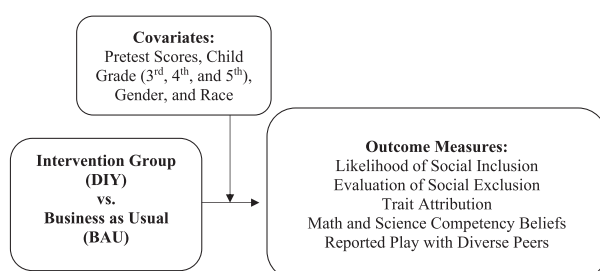 Covariates:
Pretest Scores, Child
Grade (3rd, 4th, and 5th),
Gender, and Race
Intervention Group
(DIY)
vs.
Business as Usual
(BAU)
Outcome Measures:
Likelihood of Social Inclusion
Evaluation of Social Exclusion
Trait Attribution
Math and Science Competency Beliefs
Reported Play with Diverse Peers